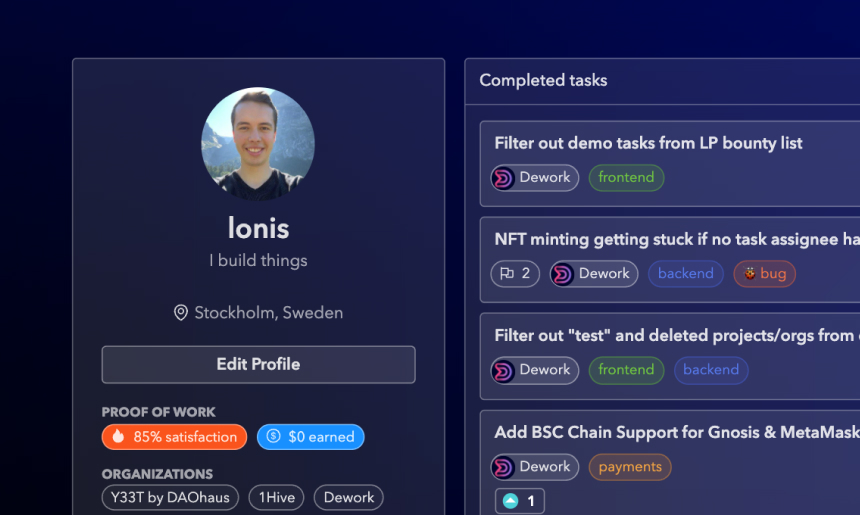 lonis
I build things
Stockholm, Sweden
Edit Profile
PROOF OF WORK
85% satisfaction
$0 earned
ORGANIZATIONS
Y33T by DAOhaus
1Hive
Dework
Completed tasks
Filter out demo tasks from LP bounty list
Dework
frontend
NFT minting getting stuck if no task assignee ha
2
Dework
backend
bug
Filter out "test" and deleted projects/orgs from
Dework
frontend
backend
Add BSC Chain Support for Gnosis & MetaMask
Dework
payments
1